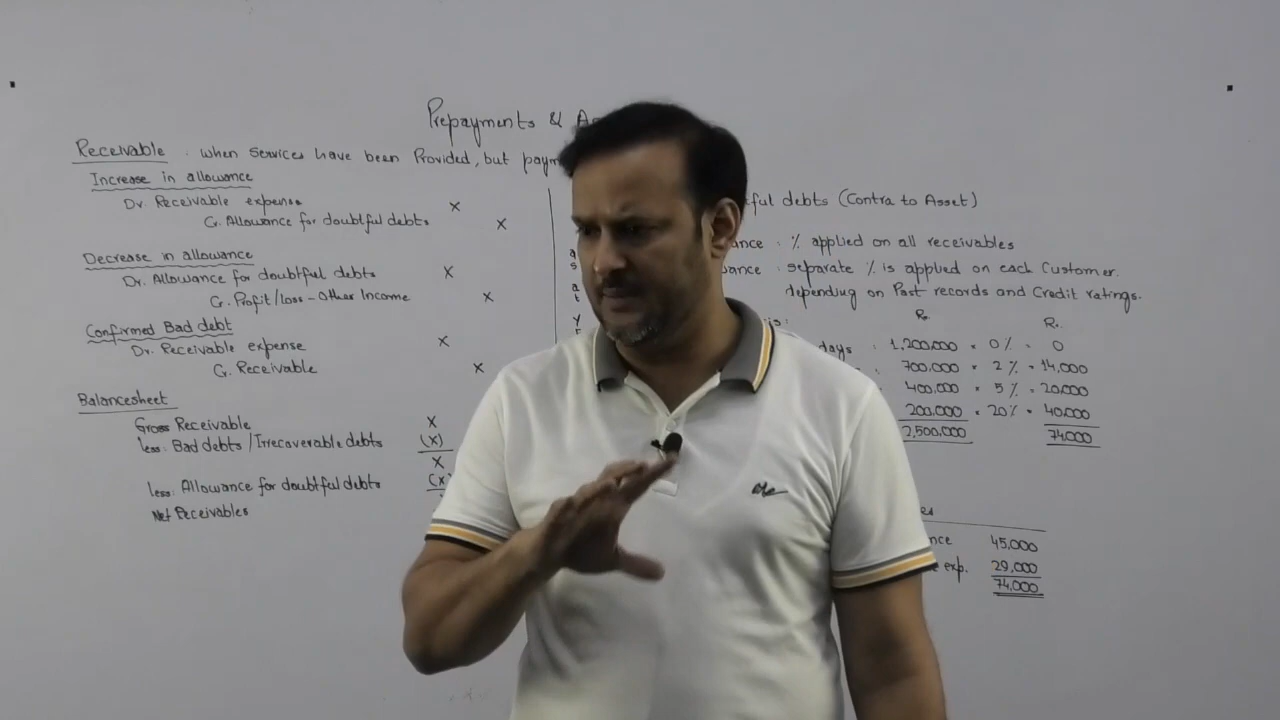 Prepayments &
Receivable : When Services have been Provided, but
Increase in allowance
Dr. Receivable expense x
Cr. Allowance for doubtful debts x
Decrease in allowance
Dr. Allowance for doubtful debts x
Cr. Profit/loss - Other Income x
Confirmed Bad debt
Dr. Receivable expense x
Cr. Receivable x
Balancesheet
Gross Receivable x
less: Bad debts / Irrecoverable debts (x)
x
less: Allowance for doubtful debts (x
Net Receivables
debts (Contra to Asset)
: % applied on all receivables
: separate % is applied on each Customer.
depending on Past records and Credit ratings.
Rs. Rs.
days : 1,200,000 × 0% = 0
700,000 × 2% = 14,000
400,000 × 5% = 20,000
200,000 × 20% = 40,000
2,500,000 74,000
45,000
exp. 29,000
74,000